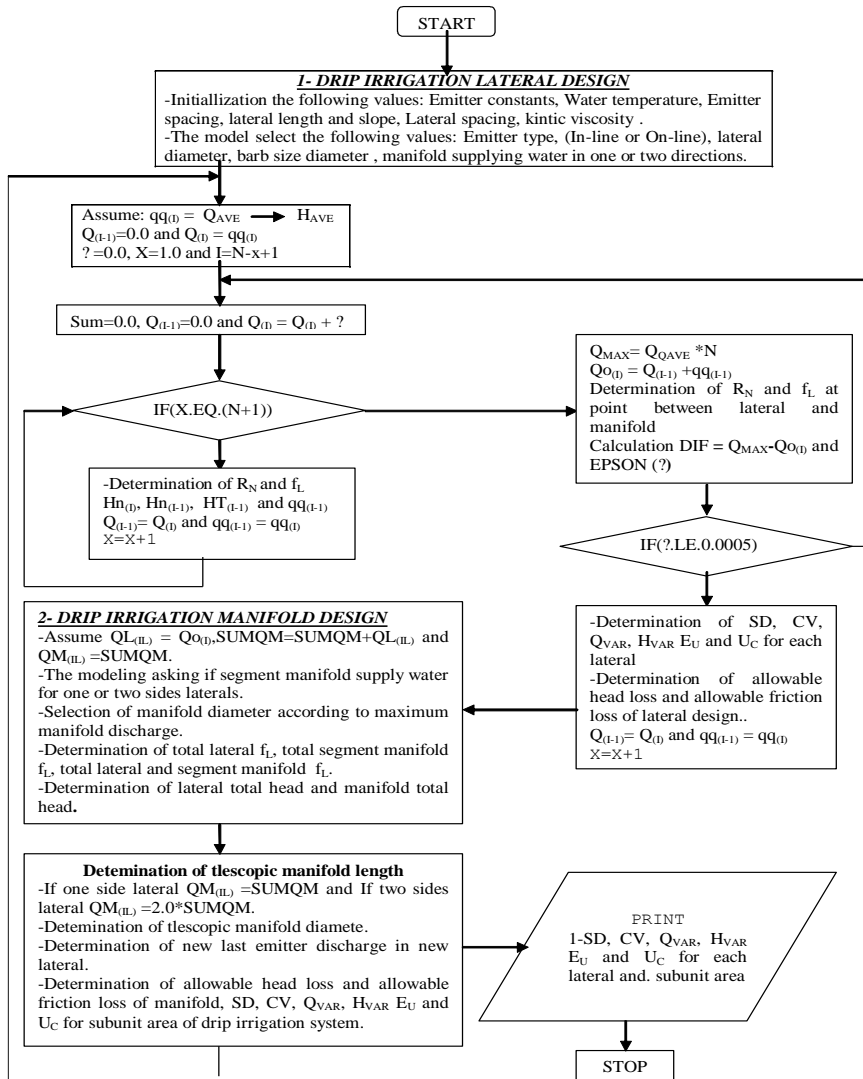 START
1- DRIP IRRIGATION LATERAL DESIGN
-Initiallization the following values: Emitter constants, Water temperature, Emitter
spacing, lateral length and slope, Lateral spacing, kintic viscosity .
-The model select the following values: Emitter type, (In-line or On-line), lateral
diameter, barb size diameter , manifold supplying water in one or two directions.
Assume: qq(I) = QAVE → HAVE
Q(I-1)=0.0 and Q(I) = qq(I)
? =0.0, X=1.0 and I=N-x+1
Sum=0.0, Q(I-1)=0.0 and Q(I) = Q(I) + ?
IF(X.EQ.(N+1))
-Determination of RN and fL
Hn(I), Hn(I-1), HT(I-1) and qq(I-1)
Q(I-1)= Q(I) and qq(I-1) = qq(I)
X=X+1
QMAX= QQAVE *N
Qo(I) = Q(I-1) +qq(I-1)
Determination of RN and fL at
point between lateral and
manifold
Calculation DIF = QMAX-Qo(I) and
EPSON (?)
IF(?.LE.0.0005)
-Determination of SD, CV,
QVAR, HVAR EU and UC for each
lateral
-Determination of allowable
head loss and allowable friction
loss of lateral design..
Q(I-1)= Q(I) and qq(I-1) = qq(I)
X=X+1
2- DRIP IRRIGATION MANIFOLD DESIGN
-Assume QL(IL) = Qo(I),SUMQM=SUMQM+QL(IL) and
QM(IL) =SUMQM.
-The modeling asking if segment manifold supply water
for one or two sides laterals.
-Selection of manifold diameter according to maximum
manifold discharge.
-Determination of total lateral fL, total segment manifold
fL, total lateral and segment manifold fL.
-Determination of lateral total head and manifold total
head.
Detemination of tlescopic manifold length
-If one side lateral QM(IL) =SUMQM and If two sides
lateral QM(IL) =2.0*SUMQM.
-Detemination of tlescopic manifold diamete.
-Determination of new last emitter discharge in new
lateral.
-Determination of allowable head loss and allowable
friction loss of manifold, SD, CV, QVAR, HVAR EU and
UC for subunit area of drip irrigation system.
PRINT
1-SD, CV, QVAR, HVAR
EU and UC for each
lateral and. subunit area
STOP